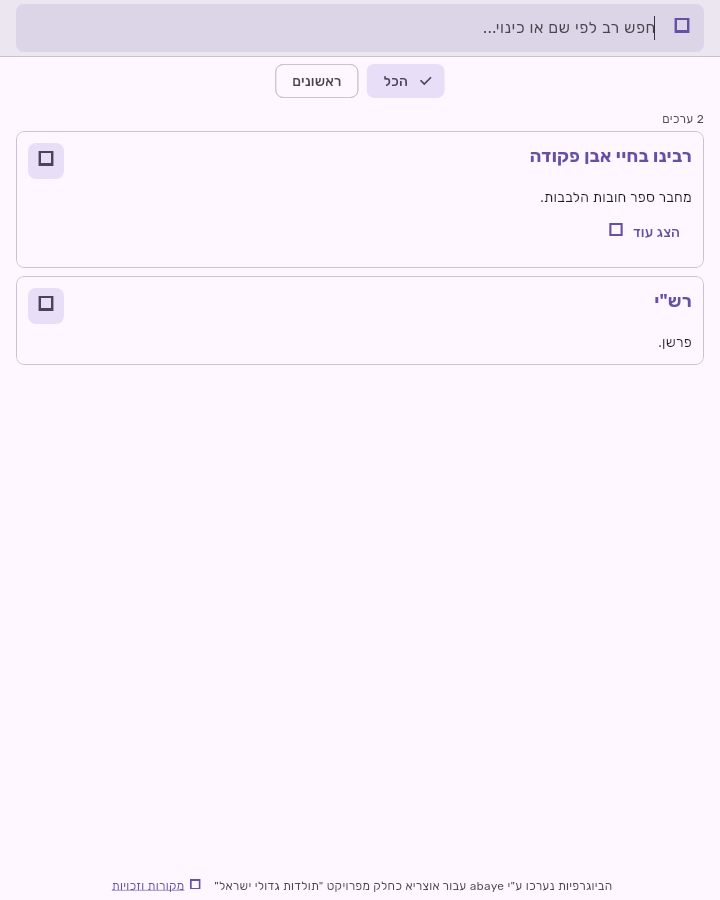 חפש רב לפי שם או כינוי...
הכל
ראשונים
2 ערכים
רבינו בחיי אבן פקודה
מחבר ספר חובות הלבבות.
הצג עוד
רש"י
פרשן.
הביוגרפיות נערכו ע"י abaye עבור אוצריא כחלק מפרויקט "תולדות גדולי ישראל" מקורות וזכויות